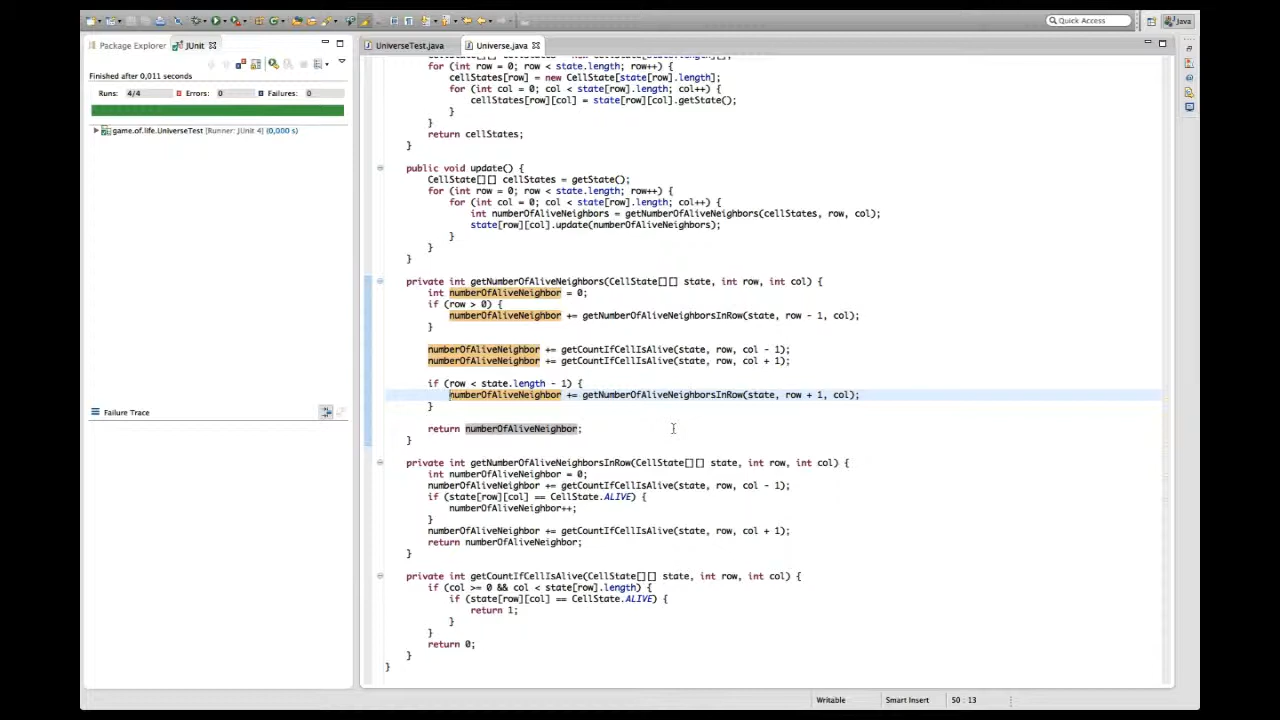 Quick Access
Java
Package Explorer JUnit
Finished after 0,011 seconds
Runs: 4/4 Errors: 0 Failures: 0
game.of.life.UniverseTest [Runner: JUnit 4] (0,000 s)
Failure Trace
UniverseTest.java Universe.java
for (int row = 0; row < state.length; row++) {
cellStates[row] = new CellState[state[row].length];
for (int col = 0; col < state[row].length; col++) {
cellStates[row][col] = state[row][col].getState();
}
}
return cellStates;
}
public void update() {
CellState[][] cellStates = getState();
for (int row = 0; row < state.length; row++) {
for (int col = 0; col < state[row].length; col++) {
int numberOfAliveNeighbors = getNumberOfAliveNeighbors(cellStates, row, col);
state[row][col].update(numberOfAliveNeighbors);
}
}
}
private int getNumberOfAliveNeighbors(CellState[][] state, int row, int col) {
int numberOfAliveNeighbor = 0;
if (row > 0) {
numberOfAliveNeighbor += getNumberOfAliveNeighborsInRow(state, row - 1, col);
}
numberOfAliveNeighbor += getCountIfCellIsAlive(state, row, col - 1);
numberOfAliveNeighbor += getCountIfCellIsAlive(state, row, col + 1);
if (row < state.length - 1) {
numberOfAliveNeighbor += getNumberOfAliveNeighborsInRow(state, row + 1, col);
}
return numberOfAliveNeighbor;
}
private int getNumberOfAliveNeighborsInRow(CellState[][] state, int row, int col) {
int numberOfAliveNeighbor = 0;
numberOfAliveNeighbor += getCountIfCellIsAlive(state, row, col - 1);
if (state[row][col] == CellState.ALIVE) {
numberOfAliveNeighbor++;
}
numberOfAliveNeighbor += getCountIfCellIsAlive(state, row, col + 1);
return numberOfAliveNeighbor;
}
private int getCountIfCellIsAlive(CellState[][] state, int row, int col) {
if (col >= 0 && col < state[row].length) {
if (state[row][col] == CellState.ALIVE) {
return 1;
}
}
return 0;
}
}
Writable Smart Insert 50 : 13